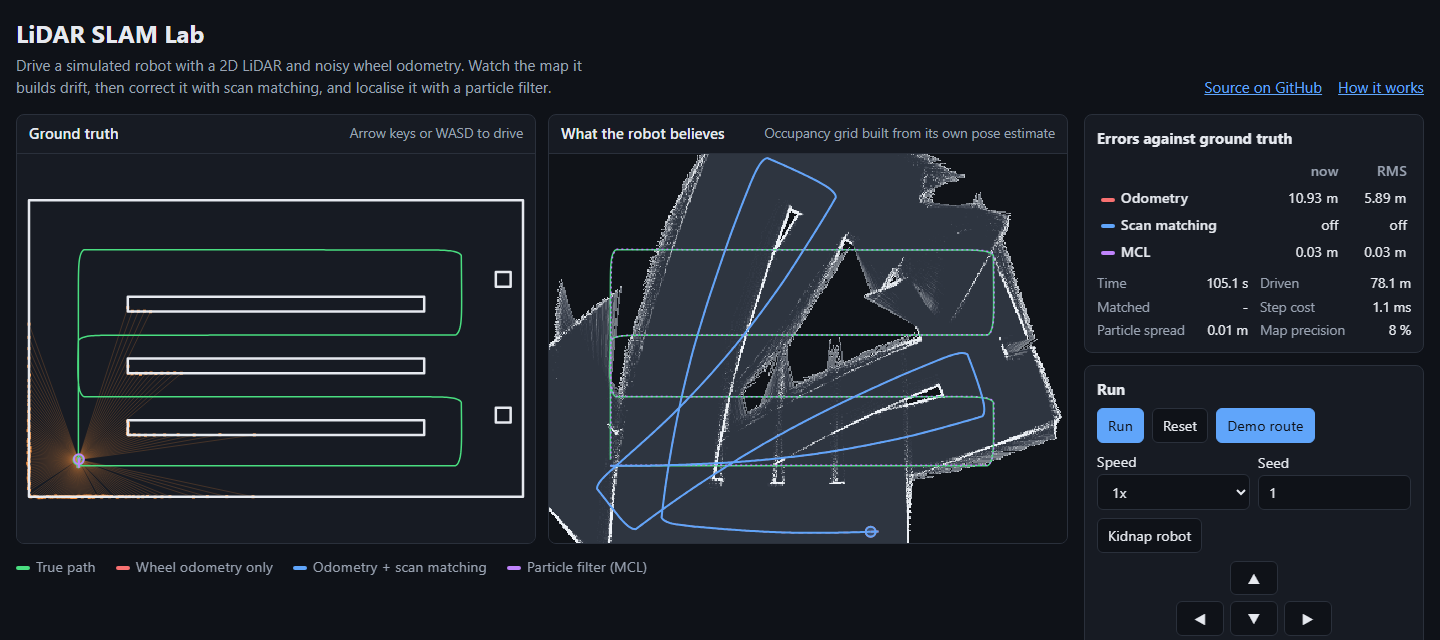 LiDAR SLAM Lab
Drive a simulated robot with a 2D LiDAR and noisy wheel odometry. Watch the map it
builds drift, then correct it with scan matching, and localise it with a particle filter.
Source on GitHub How it works
Ground truth Arrow keys or WASD to drive
What the robot believes Occupancy grid built from its own pose estimate
True path Wheel odometry only Odometry + scan matching Particle filter (MCL)
Errors against ground truth
now RMS
Odometry 10.93 m 5.89 m
Scan matching off off
MCL 0.03 m 0.03 m
Time 105.1 s Driven 78.1 m
Matched - Step cost 1.1 ms
Particle spread 0.01 m Map precision 8 %
Run
Run Reset Demo route
Speed Seed
1x 1
Kidnap robot
▲
◀ ▼ ▶